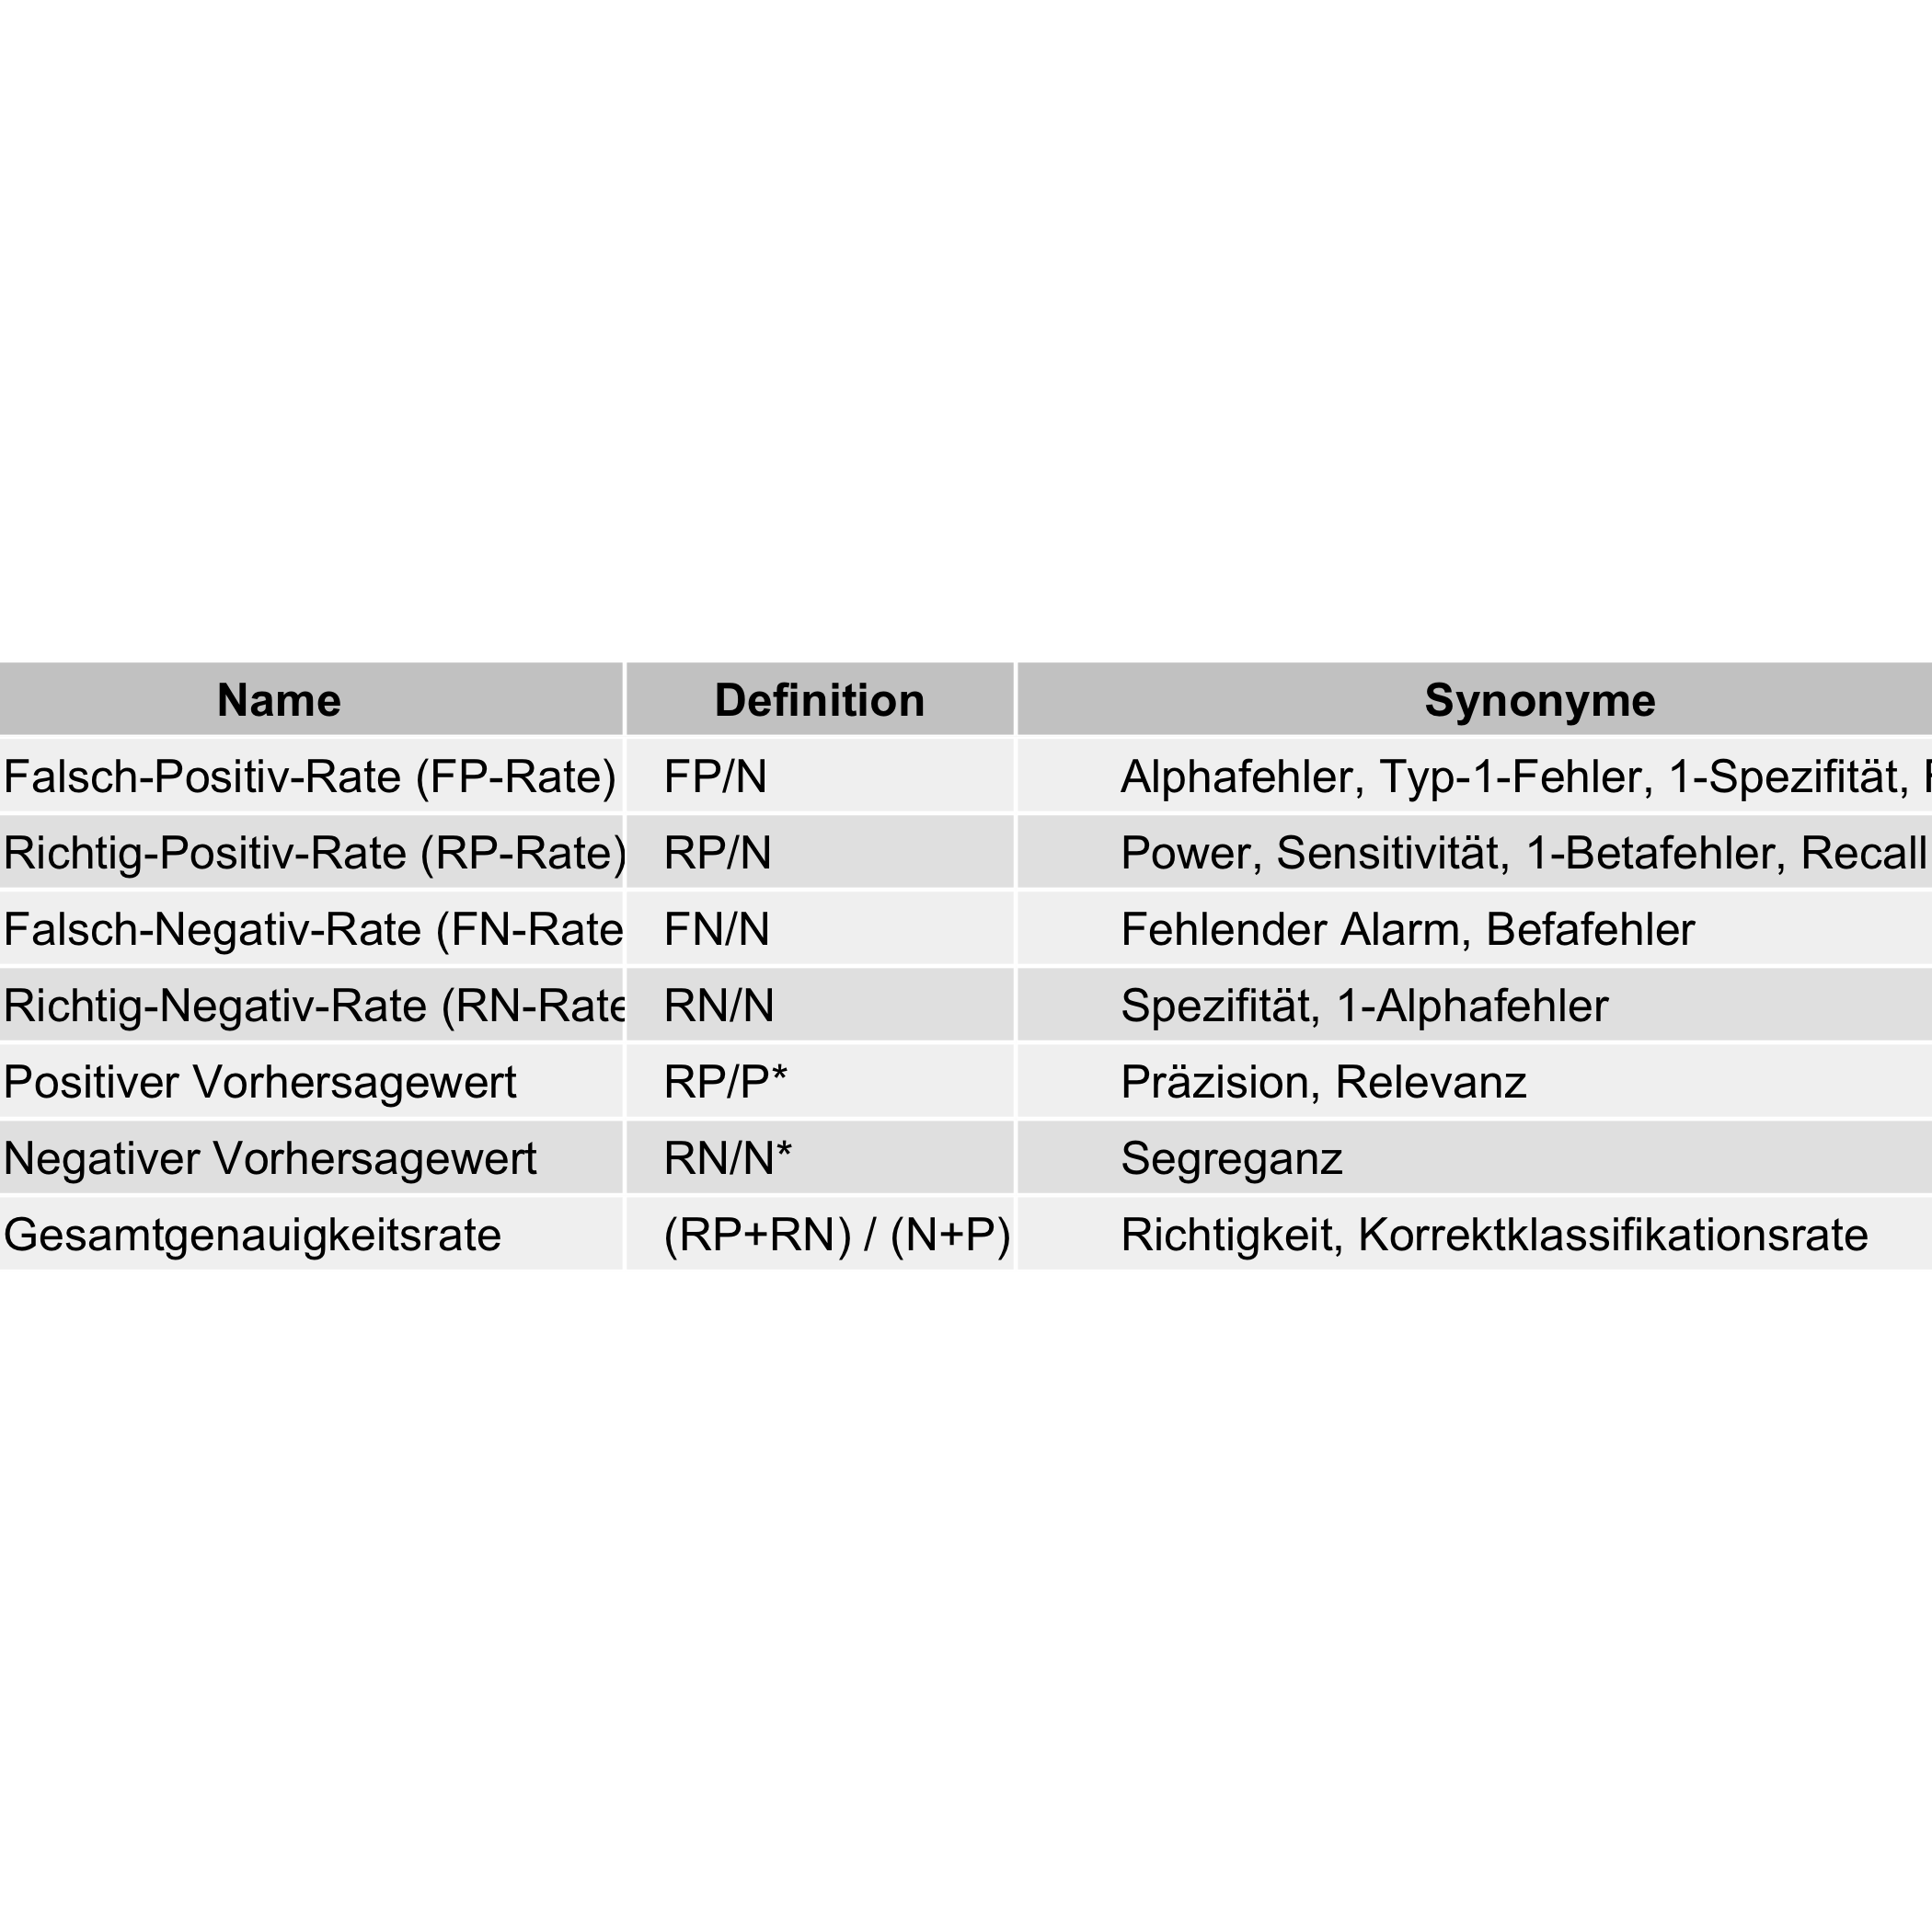 Name Definition Synonyme
Falsch-Positiv-Rate (FP-Rate) FP/N Alphafehler, Typ-1-Fehler, 1-Spezifität,
Richtig-Positiv-Rate (RP-Rate) RP/N Power, Sensitivität, 1-Betafehler, Recall
Falsch-Negativ-Rate (FN-Rate FN/N Fehlender Alarm, Befafehler
Richtig-Negativ-Rate (RN-Rate RN/N Spezifität, 1-Alphafehler
Positiver Vorhersagewert RP/P* Präzision, Relevanz
Negativer Vorhersagewert RN/N* Segreganz
Gesamtgenauigkeitsrate (RP+RN) / (N+P) Richtigkeit, Korrektklassifikationsrate